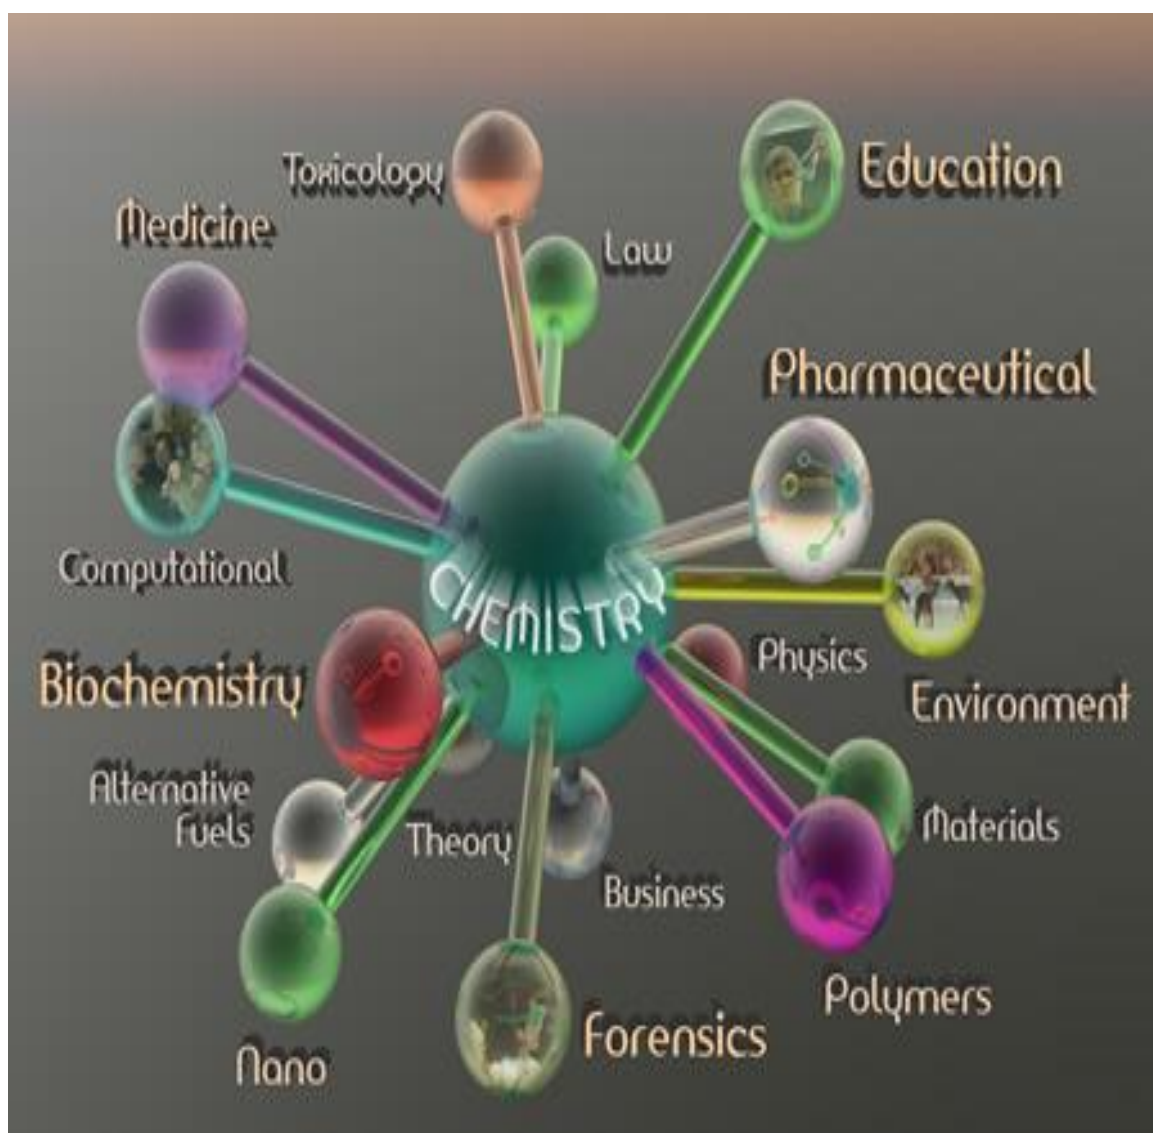 Toxicology
Education
Medicine
Law
Pharmaceutical
Computational
CHEMISTRY
Physics
Biochemistry
Environment
Alternative
Fuels
Theory
Materials
Business
Polymers
Forensics
Nano